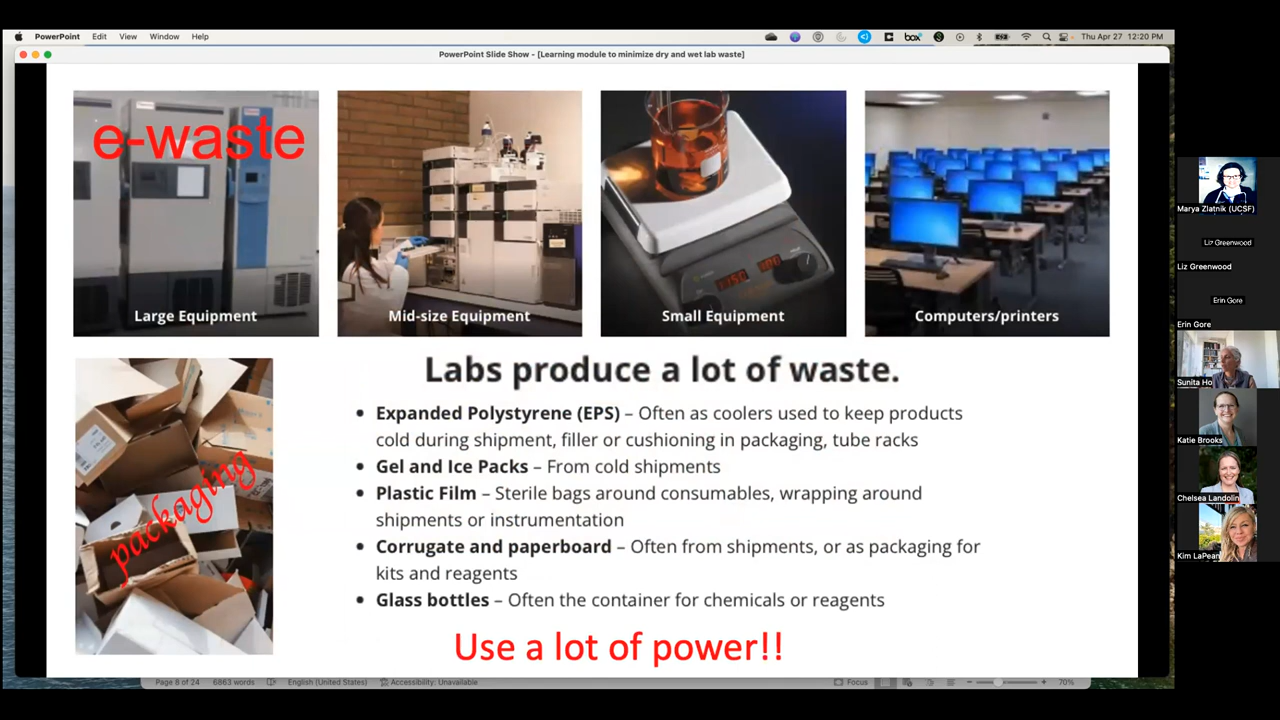 PowerPoint Edit View Window Help
box
Thu Apr 27 12:20 PM
PowerPoint Slide Show - [Learning module to minimize dry and wet lab waste]
e-waste
Large Equipment
Mid-size Equipment
Small Equipment
Computers/printers
packaging
Labs produce a lot of waste.
• Expanded Polystyrene (EPS) – Often as coolers used to keep products
cold during shipment, filler or cushioning in packaging, tube racks
• Gel and Ice Packs – From cold shipments
• Plastic Film – Sterile bags around consumables, wrapping around
shipments or instrumentation
• Corrugate and paperboard – Often from shipments, or as packaging for
kits and reagents
• Glass bottles – Often the container for chemicals or reagents
Use a lot of power!!
Page 8 of 24 6863 words English (United States) Accessibility: Unavailable Focus 70%
Marya Zlatnik (UCSF)
Liz Greenwood
Liz Greenwood
Erin Gore
Erin Gore
Sunita Ho
Katie Brooks
Chelsea Landolin
Kim LaPean